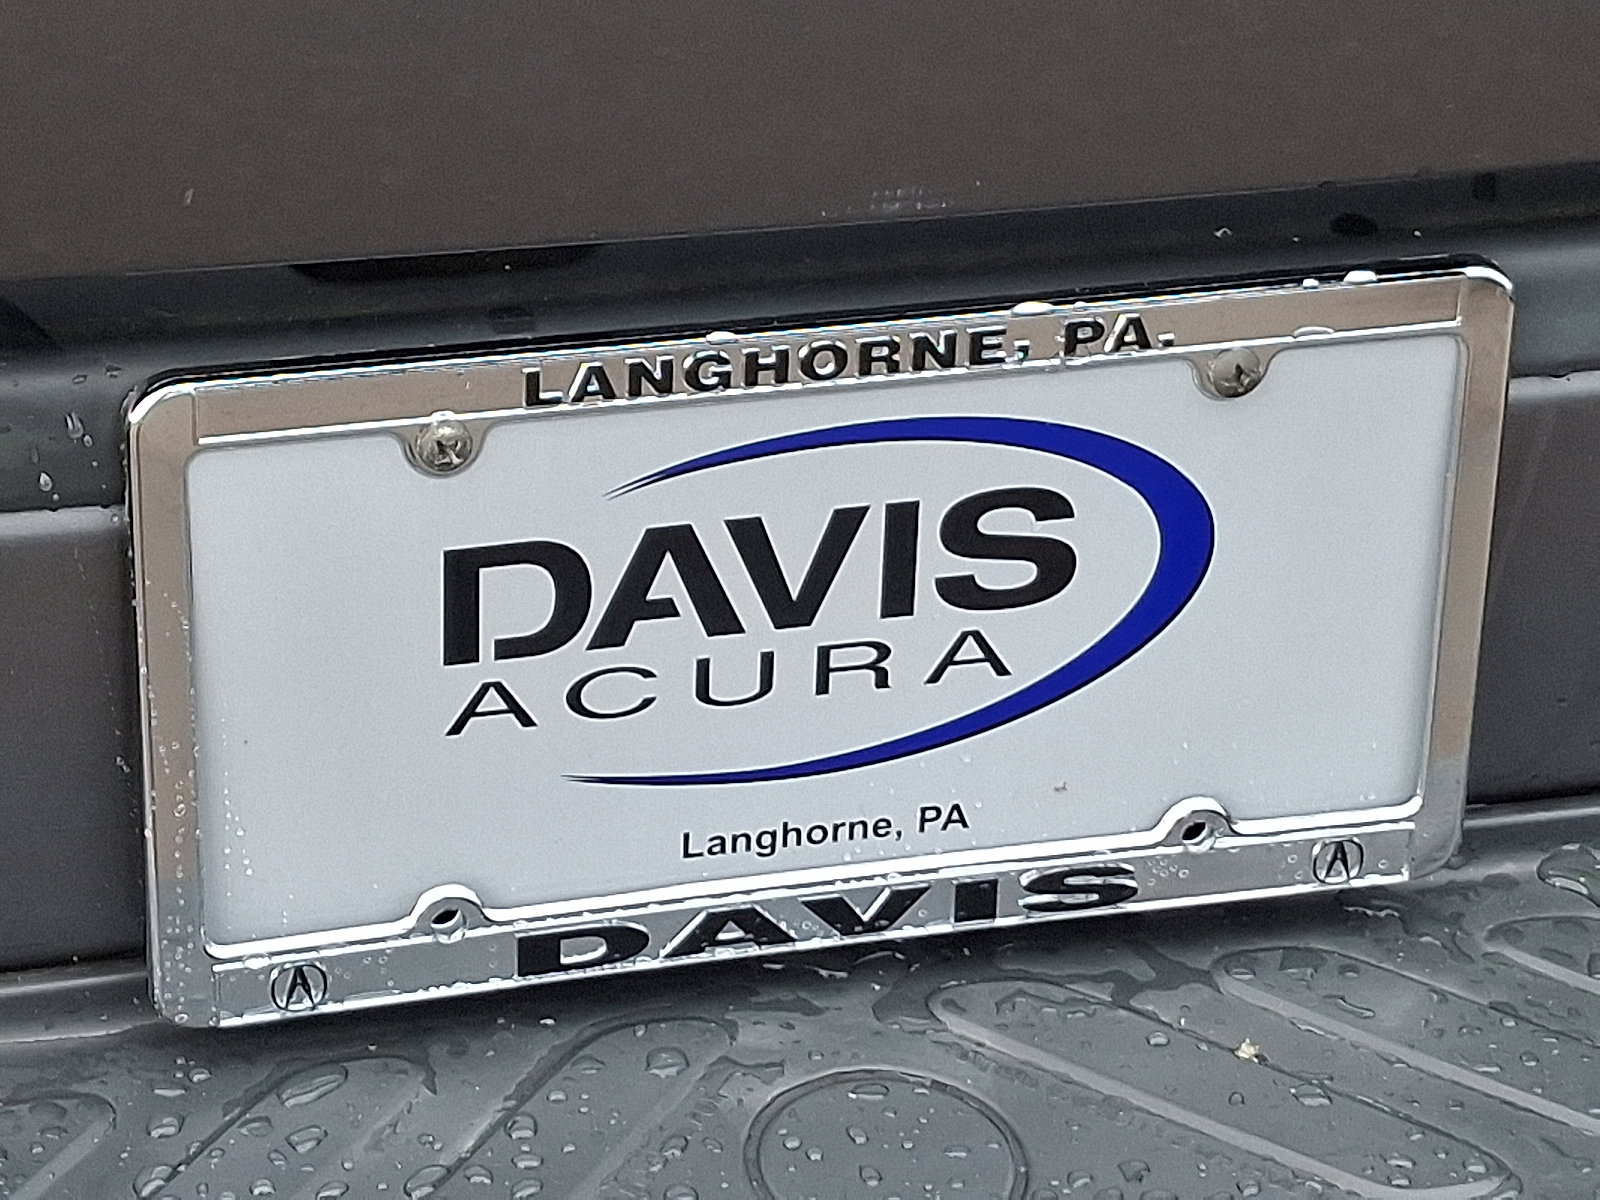 LANGHORNE, PA.
DAVIS
ACURA
Langhorne, PA
DAVIS